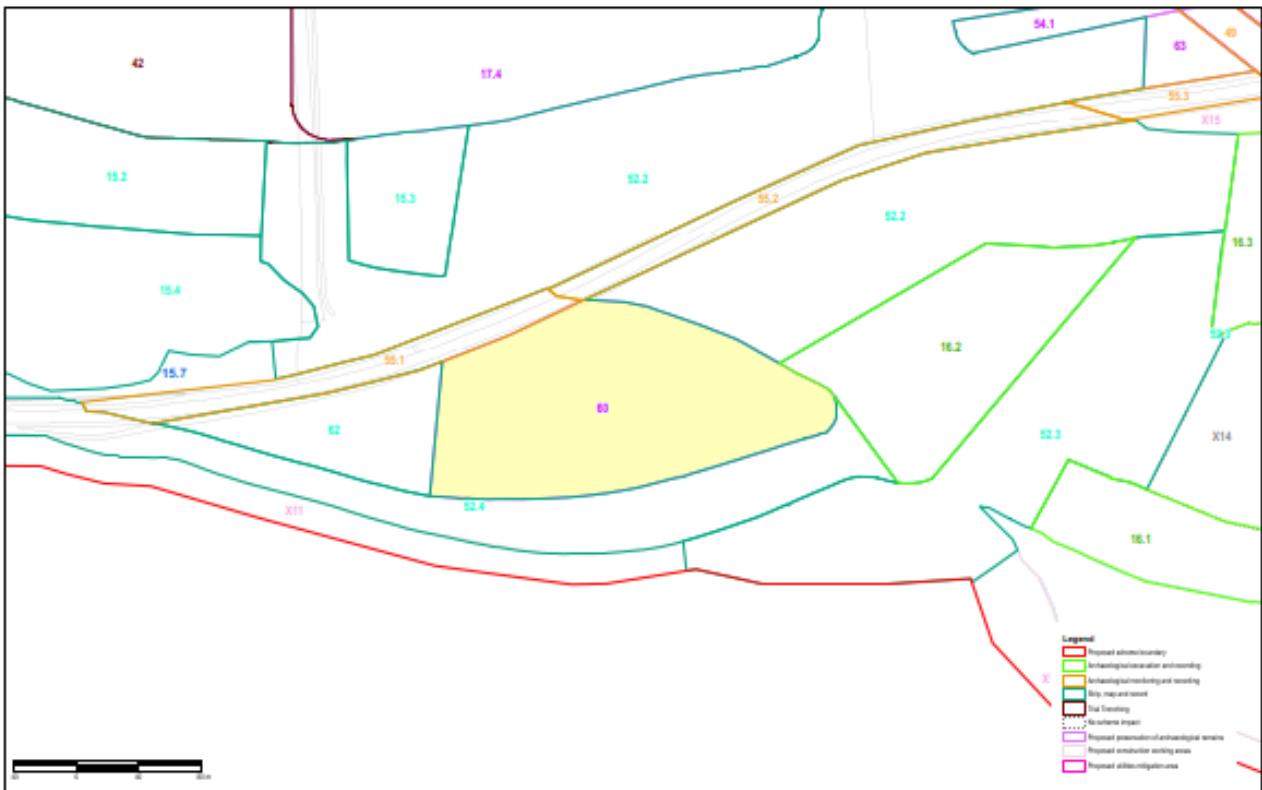 54.1
42
17.4
63
49
55.3
X15
15.2
15.3
52.2
55.2
52.2
16.3
15.4
16.2
55.1
15.7
60
62
52.3
X14
52.4
X11
16.1
Legend
Proposed scheme boundary
Archaeological excavation and recording
Archaeological monitoring and recording
Strip, map and record
Trial Trenching
No scheme impact
Proposed preservation of archaeological remains
Proposed construction working areas
Proposed utilities mitigation area